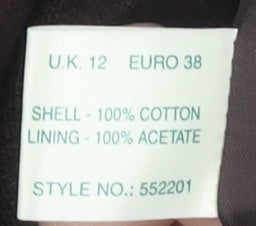 U.K. 12 EURO 38
SHELL - 100% COTTON
LINING - 100% ACETATE
STYLE NO.: 552201